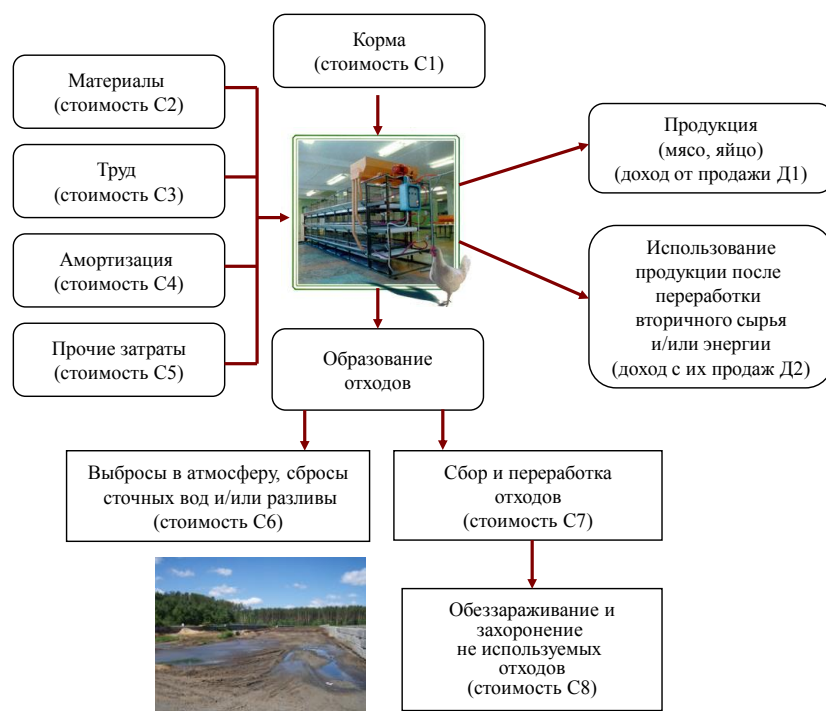 Корма
(стоимость С1)
Материалы
(стоимость С2)
Труд
(стоимость С3)
Амортизация
(стоимость С4)
Прочие затраты
(стоимость С5)
Продукция
(мясо, яйцо)
(доход от продажи Д1)
Использование
продукции после
переработки
вторичного сырья
и/или энергии
(доход с их продаж Д2)
Образование
отходов
Выбросы в атмосферу, сбросы
сточных вод и/или разливы
(стоимость С6)
Сбор и переработка
отходов
(стоимость С7)
Обеззараживание и
захоронение
не используемых
отходов
(стоимость С8)